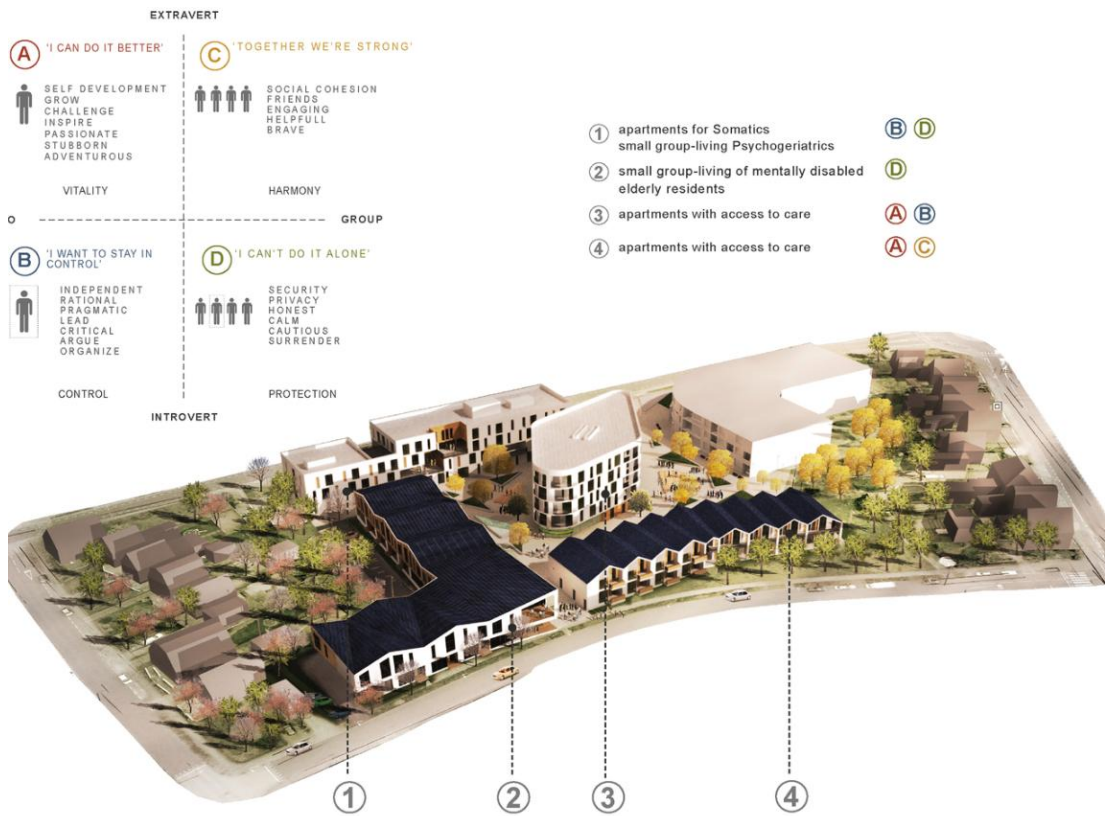 EXTRAVERT
A 'I CAN DO IT BETTER'
SELF DEVELOPMENT
GROW
CHALLENGE
INSPIRE
PASSIONATE
STUBBORN
ADVENTUROUS
VITALITY
C 'TOGETHER WE'RE STRONG'
SOCIAL COHESION
FRIENDS
ENGAGING
HELPFULL
BRAVE
HARMONY
O
GROUP
B 'I WANT TO STAY IN
CONTROL'
INDEPENDENT
RATIONAL
PRAGMATIC
LEAD
CRITICAL
ARGUE
ORGANIZE
CONTROL
D 'I CAN'T DO IT ALONE'
SECURITY
PRIVACY
HONEST
CALM
CAUTIOUS
SURRENDER
PROTECTION
INTROVERT
1 apartments for Somatics B D
small group-living Psychogeriatrics
2 small group-living of mentally disabled D
elderly residents
3 apartments with access to care A B
4 apartments with access to care A C
1 2 3 4